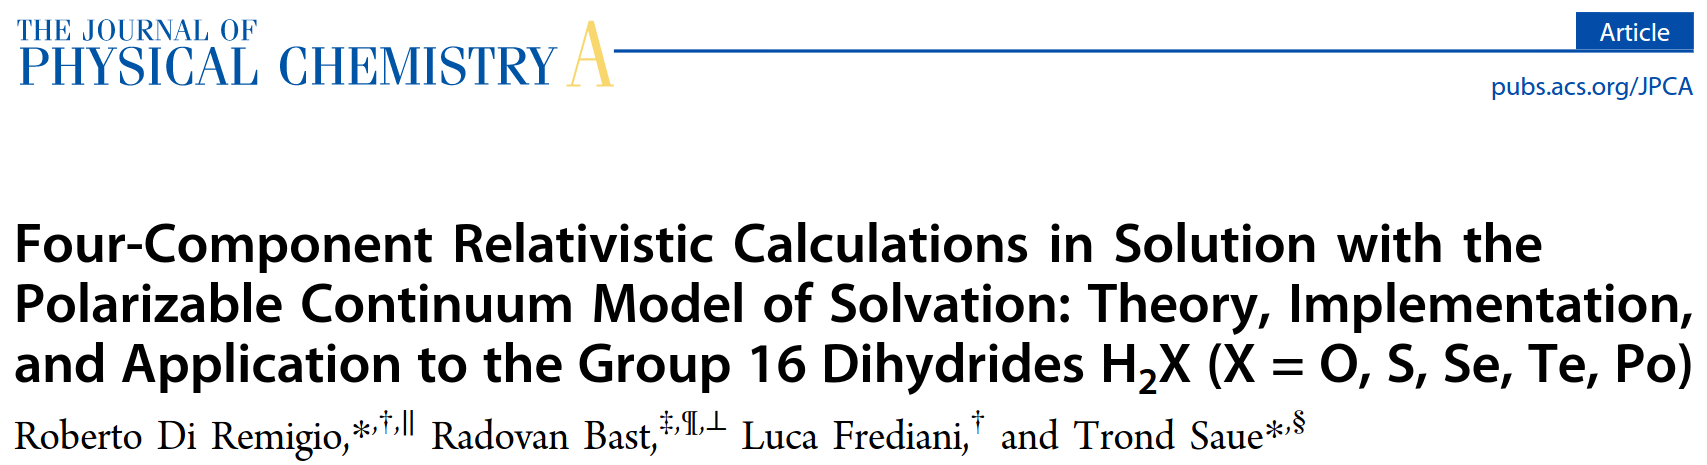 THE JOURNAL OF
PHYSICAL CHEMISTRY A
Article
pubs.acs.org/JPCA
Four-Component Relativistic Calculations in Solution with the
Polarizable Continuum Model of Solvation: Theory, Implementation,
and Application to the Group 16 Dihydrides H₂X (X = O, S, Se, Te, Po)
Roberto Di Remigio,*,†,∥ Radovan Bast,‡,¶,⊥ Luca Frediani,† and Trond Saue*,§